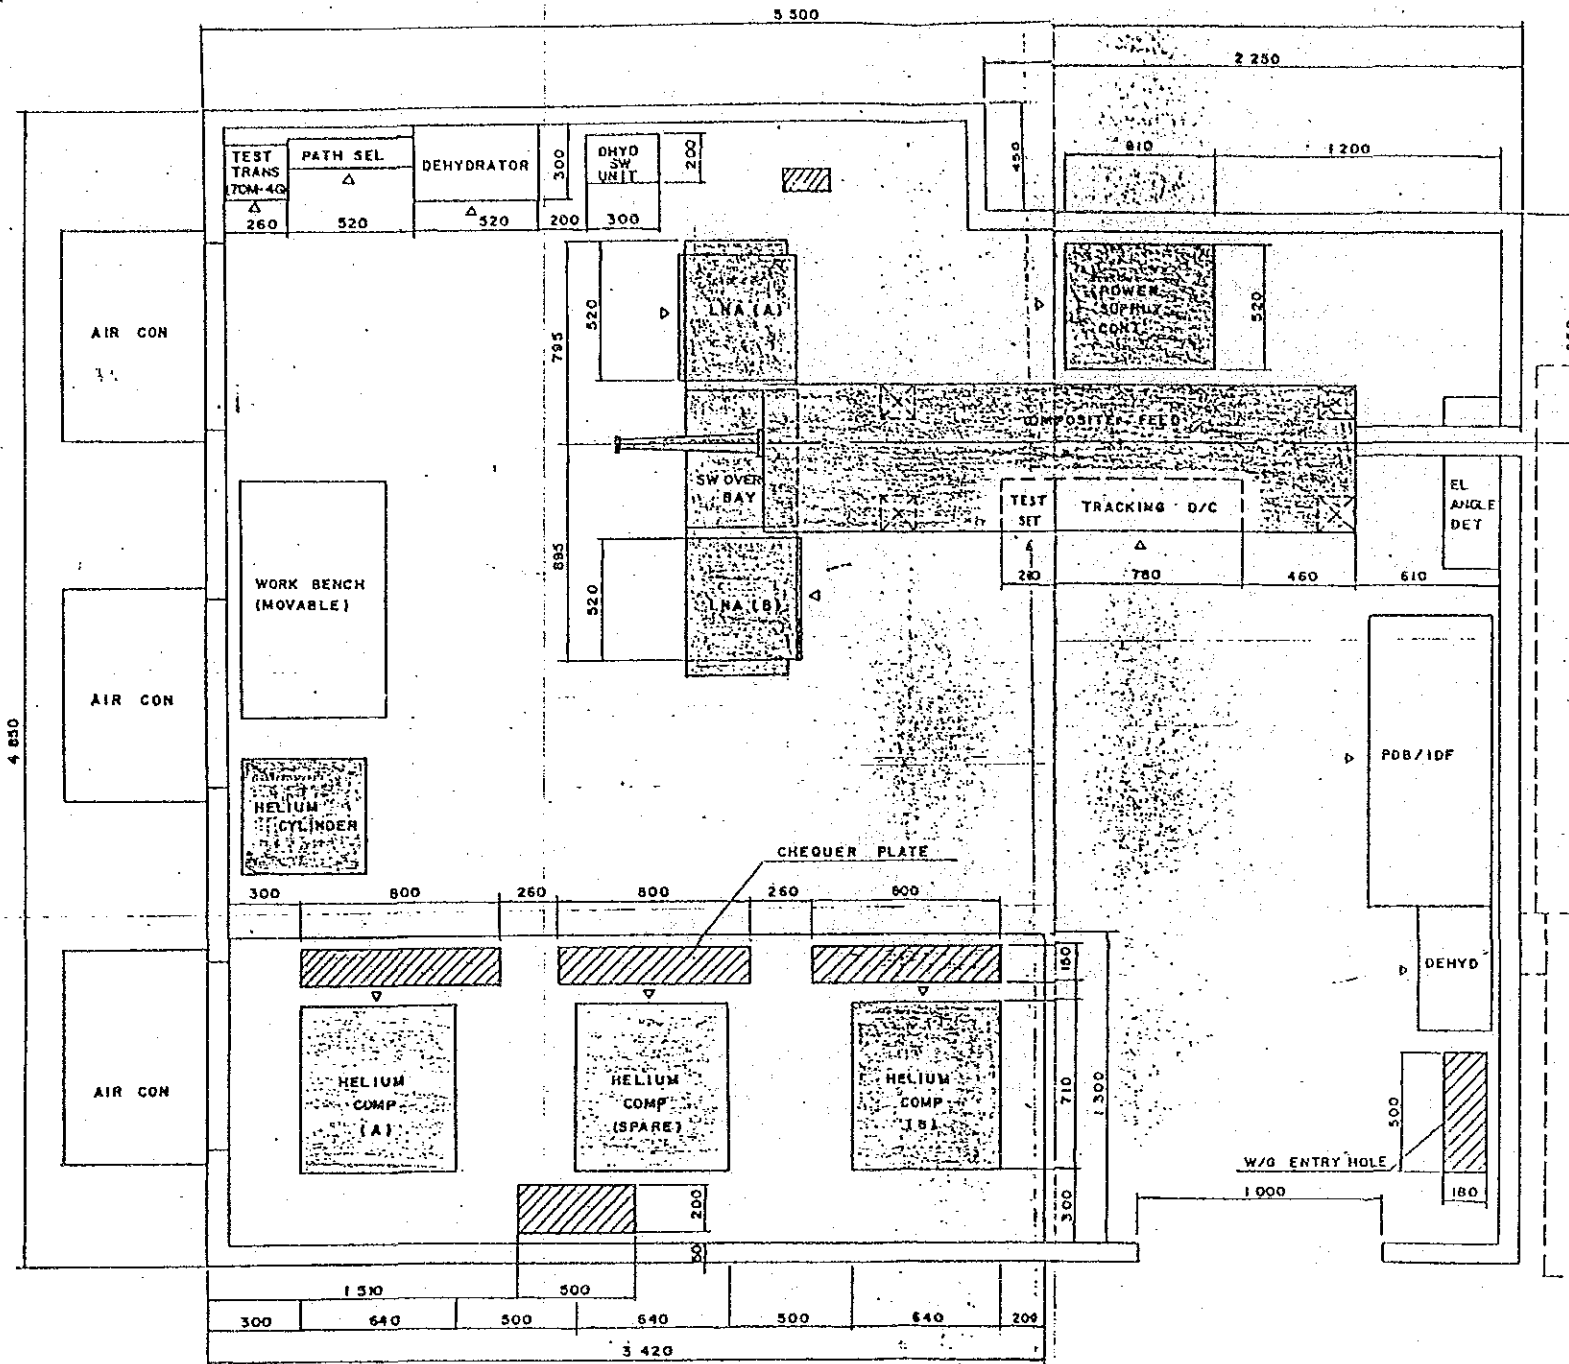 5 500
2 250
TEST
TRANS
PATH SEL
DEHYDRATOR
300
DHYD
SW
UNIT
200
450
810
1 200
260
520
520
200
300
AIR CON
LNA (A)
520
795
POWER
SUPPLY
CONT
520
COMPOSITER FEED
SW OVER
BAY
TEST
SET
TRACKING D/C
EL
ANGLE
DET
780
460
610
WORK BENCH
(MOVABLE)
895
520
LNA (B)
AIR CON
4 850
PDB/IDF
HELIUM
CYLINDER
CHEQUER PLATE
300
800
260
800
260
800
150
DEHYD
AIR CON
HELIUM
COMP
(A)
HELIUM
COMP
(SPARE)
HELIUM
COMP
(B)
710
1 300
500
W/G ENTRY HOLE
200
300
1 000
180
50
1 510
500
300
640
500
640
500
640
200
3 420